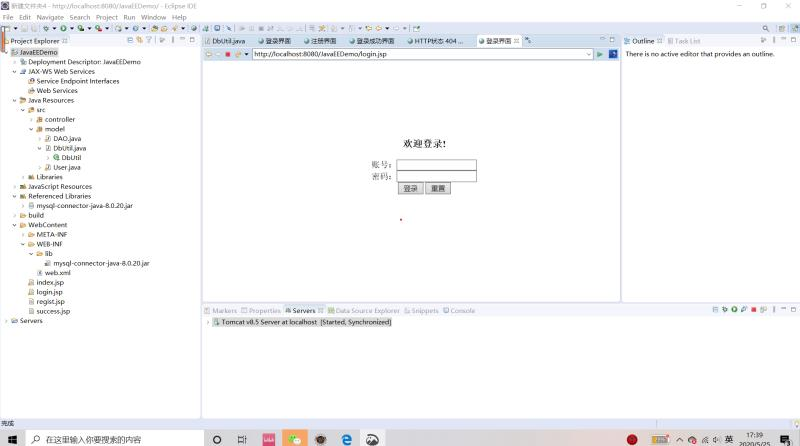 新建文件夹4 - http://localhost:8080/JavaEEDemo/ - Eclipse IDE
File Edit Navigate Search Project Run Window Help
Project Explorer
JavaEEDemo
Deployment Descriptor: JavaEEDemo
JAX-WS Web Services
Service Endpoint Interfaces
Web Services
Java Resources
src
controller
model
DAO.java
DbUtil.java
DbUtil
User.java
Libraries
JavaScript Resources
Referenced Libraries
mysql-connector-java-8.0.20.jar
build
WebContent
META-INF
WEB-INF
lib
mysql-connector-java-8.0.20.jar
web.xml
index.jsp
login.jsp
regist.jsp
success.jsp
Servers
DbUtil.java 登录界面 注册界面 登录成功界面 HTTP状态 404 ... 登录界面
http://localhost:8080/JavaEEDemo/login.jsp
欢迎登录!
账号:
密码:
登录 重置
Outline Task List
There is no active editor that provides an outline.
Markers Properties Servers Data Source Explorer Snippets Console
Tomcat v8.5 Server at localhost [Started, Synchronized]
完成
在这里输入你要搜索的内容
英
17:39
2020/5/25